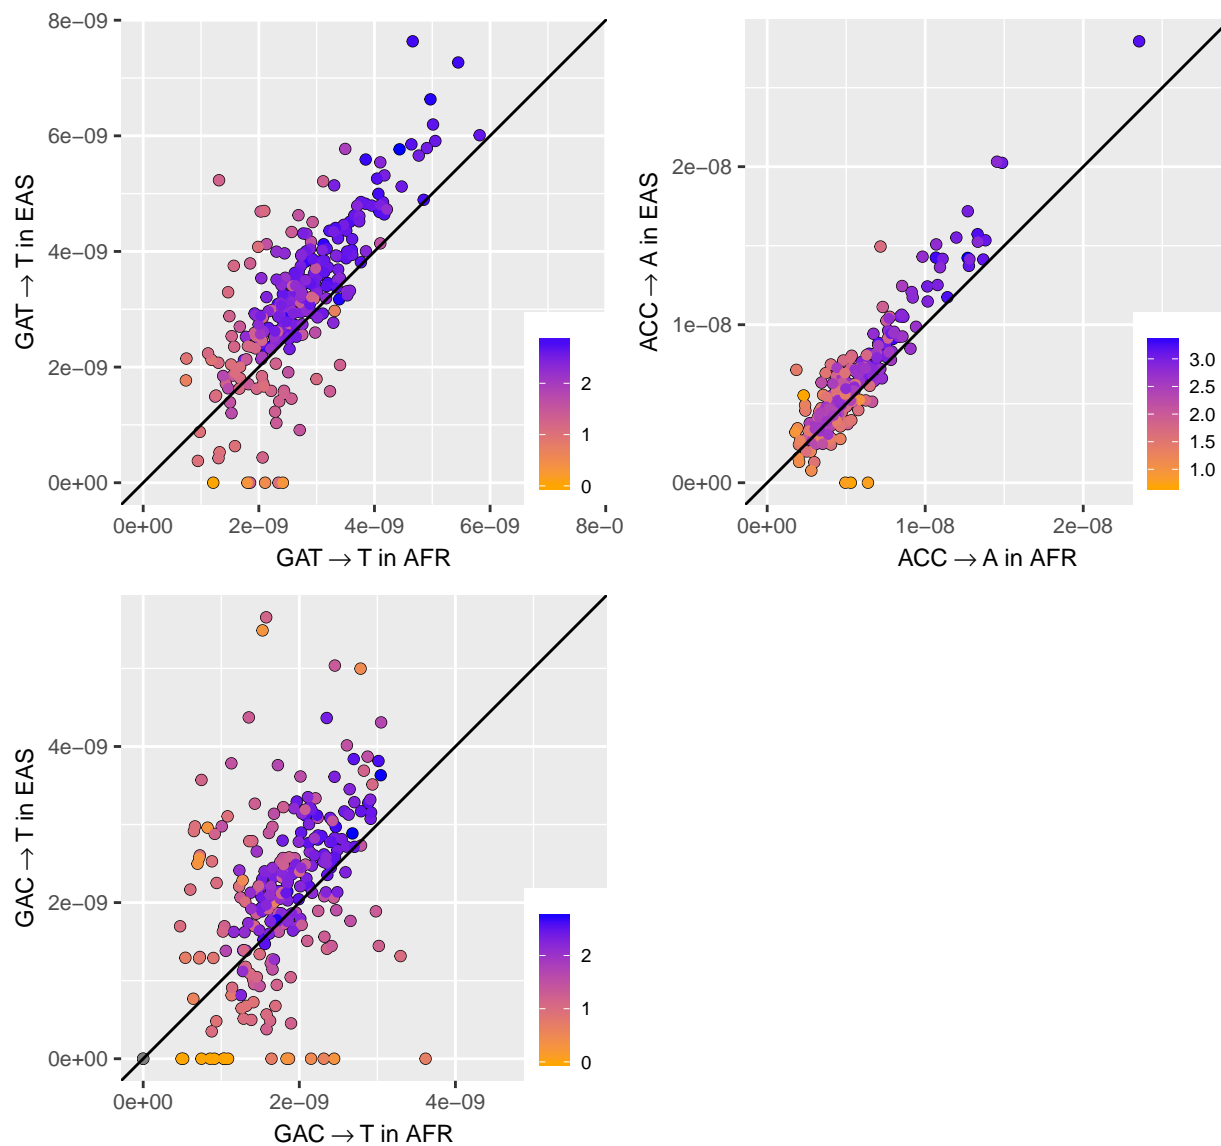 8e−09
6e−09
4e−09
2e−09
0e+00
GAT → T in EAS
0e+00
2e−09
4e−09
6e−09
8e−0
GAT → T in AFR
2
1
0
2e−08
1e−08
0e+00
ACC → A in EAS
0e+00
1e−08
2e−08
ACC → A in AFR
3.0
2.5
2.0
1.5
1.0
4e−09
2e−09
0e+00
GAC → T in EAS
0e+00
2e−09
4e−09
GAC → T in AFR
2
1
0